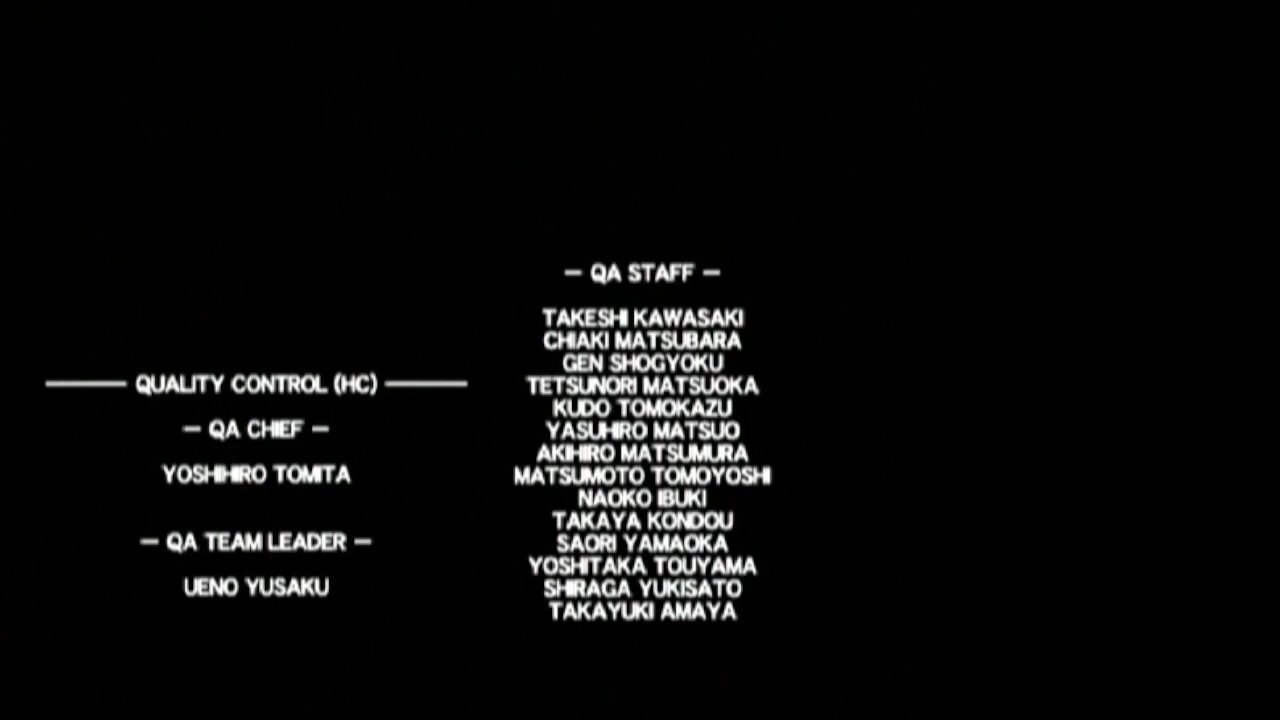 QUALITY CONTROL (HC)
— QA CHIEF —
YOSHIHIRO TOMITA
— QA TEAM LEADER —
UENO YUSAKU
— QA STAFF —
TAKESHI KAWASAKI
CHIAKI MATSUBARA
GEN SHOGYOKU
TETSUNORI MATSUOKA
KUDO TOMOKAZU
YASUHIRO MATSUO
AKIHIRO MATSUMURA
MATSUMOTO TOMOYOSHI
NAOKO IBUKI
TAKAYA KONDOU
SAORI YAMAOKA
YOSHITAKA TOUYAMA
SHIRAGA YUKISATO
TAKAYUKI AMAYA